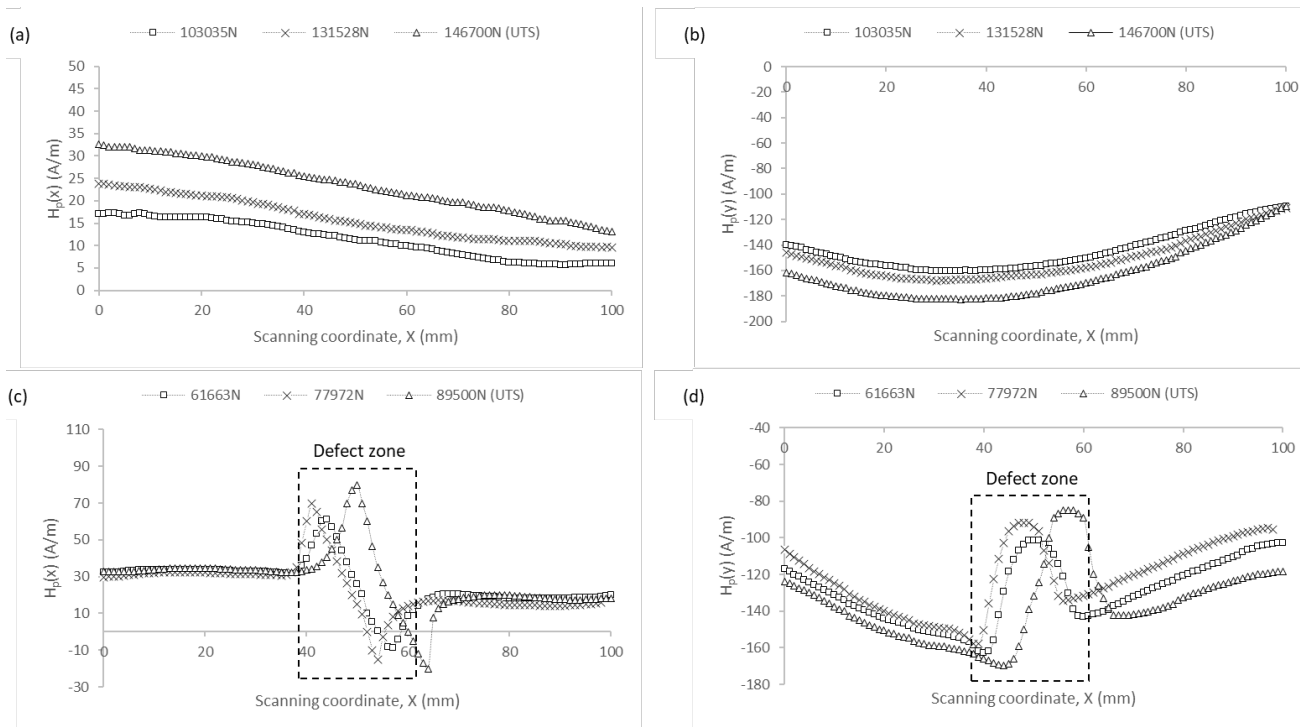 (a)
103035N 131528N 146700N (UTS)
50
45
40
35
30
25
20
15
10
5
0
Hp(x) (A/m)
0 20 40 60 80 100
Scanning coordinate, X (mm)
(b)
103035N 131528N 146700N (UTS)
0
-20
-40
-60
-80
-100
-120
-140
-160
-180
-200
Hp(y) (A/m)
0 20 40 60 80 100
Scanning coordinate, X (mm)
(c)
61663N 77972N 89500N (UTS)
110
90
70
50
30
10
-10
-30
Hp(x) (A/m)
Defect zone
0 20 40 60 80 100
Scanning coordinate, X (mm)
(d)
61663N 77972N 89500N (UTS)
-40
-60
-80
-100
-120
-140
-160
-180
Hp(y) (A/m)
0 20 40 60 80 100
Defect zone
Scanning coordinate, X (mm)